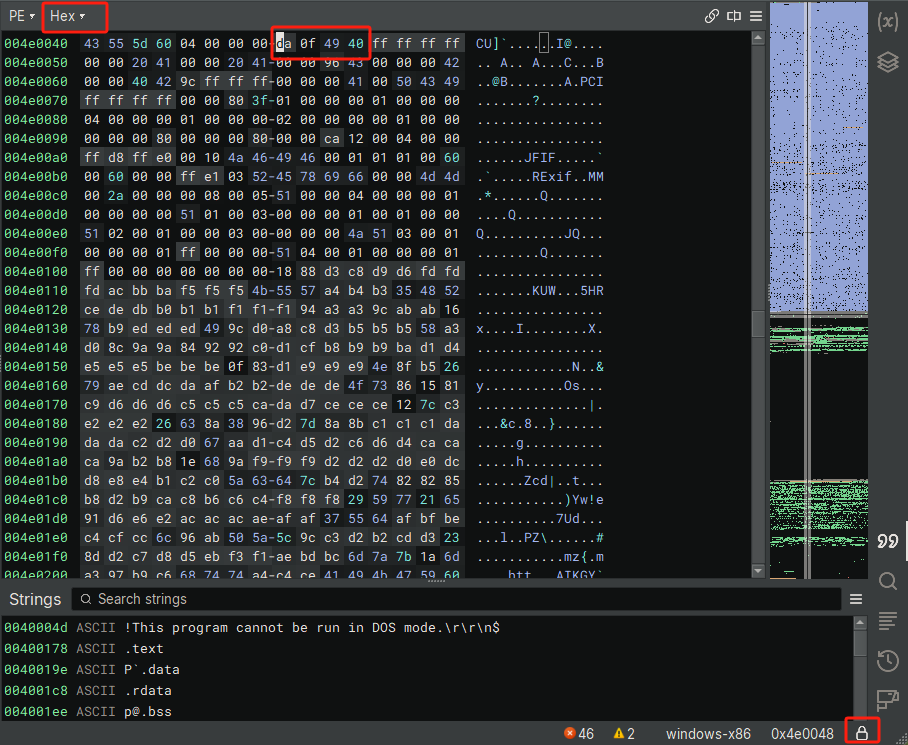 PE ▾ Hex ▾
004e0040 43 55 5d 60 04 00 00 00-da 0f 49 40 ff ff ff ff CU]`......I@....
004e0050 00 00 20 41 00 00 20 41-00 00 96 43 00 00 00 42 .. A.. A...C...B
004e0060 00 00 40 42 9c ff ff ff-00 00 00 41 00 50 43 49 ..@B.......A.PCI
004e0070 ff ff ff ff 00 00 80 3f-01 00 00 00 01 00 00 00 .......?........
004e0080 04 00 00 00 01 00 00 00-02 00 00 00 01 00 00 00 ................
004e0090 00 00 00 80 00 00 00 80-00 00 ca 12 00 04 00 00 ................
004e00a0 ff d8 ff e0 00 10 4a 46-49 46 00 01 01 01 00 60 ......JFIF.....`
004e00b0 00 60 00 00 ff e1 03 52-45 78 69 66 00 00 4d 4d .`.....RExif..MM
004e00c0 00 2a 00 00 00 08 00 05-51 00 00 04 00 00 00 01 .*......Q.......
004e00d0 00 00 00 00 51 01 00 03-00 00 00 01 00 01 00 00 ....Q...........
004e00e0 51 02 00 01 00 00 03 00-00 00 00 4a 51 03 00 01 Q..........JQ...
004e00f0 00 00 00 01 ff 00 00 00-51 04 00 01 00 00 00 01 ........Q.......
004e0100 ff 00 00 00 00 00 00 00-18 88 d3 c8 d9 d6 fd fd ................
004e0110 fd ac bb ba f5 f5 f5 4b-55 57 a4 b4 b3 35 48 52 .......KUW...5HR
004e0120 ce de db b0 b1 b1 f1 f1-f1 94 a3 a3 9c ab ab 16 ................
004e0130 78 b9 ed ed ed 49 9c d0-a8 c8 d3 b5 b5 b5 58 a3 x....I........X.
004e0140 d0 8c 9a 9a 84 92 92 c0-d1 cf b8 b9 b9 ba d1 d4 ................
004e0150 e5 e5 e5 be be be 0f 83-d1 e9 e9 e9 4e 8f b5 26 ............N..&
004e0160 79 ae cd dc da af b2 b2-de de de 4f 73 86 15 81 y..........Os...
004e0170 c9 d6 d6 d6 c5 c5 c5 ca-da d7 ce ce ce 12 7c c3 ..............|.
004e0180 e2 e2 e2 26 63 8a 38 96-d2 7d 8a 8b c1 c1 c1 da ...&c.8..}......
004e0190 da da c2 d2 d0 67 aa d1-c4 d5 d2 c6 d6 d4 ca ca .....g..........
004e01a0 ca 9a b2 b8 1e 68 9a f9-f9 f9 d2 d2 d2 d0 e0 dc .....h..........
004e01b0 d8 e8 e4 b1 c2 c0 5a 63-64 7c b4 d2 74 82 82 85 ......Zcd|..t...
004e01c0 b8 d2 b9 ca c8 b6 c6 c4-f8 f8 f8 29 59 77 21 65 ...........)Yw!e
004e01d0 91 d6 e6 e2 ac ac ac ae-af af 37 55 64 af bf be ..........7Ud...
004e01e0 c4 cf cc 6c 96 ab 50 5a-5c 9c c3 d2 b2 cd d3 23 ...l..PZ\......#
004e01f0 8d d2 c7 d8 d5 eb f3 f1-ae bd bc 6d 7a 7b 1a 6d ...........mz{.m
004e0200 a3 97 b9 c6 68 74 74 a4-c4 ce 41 49 4b 47 59 60 ....htt...AIKGY`
Strings Search strings
0040004d ASCII !This program cannot be run in DOS mode.\r\r\n$
00400178 ASCII .text
0040019e ASCII P`.data
004001c8 ASCII .rdata
004001ee ASCII p@.bss
46 2 windows-x86 0x4e0048